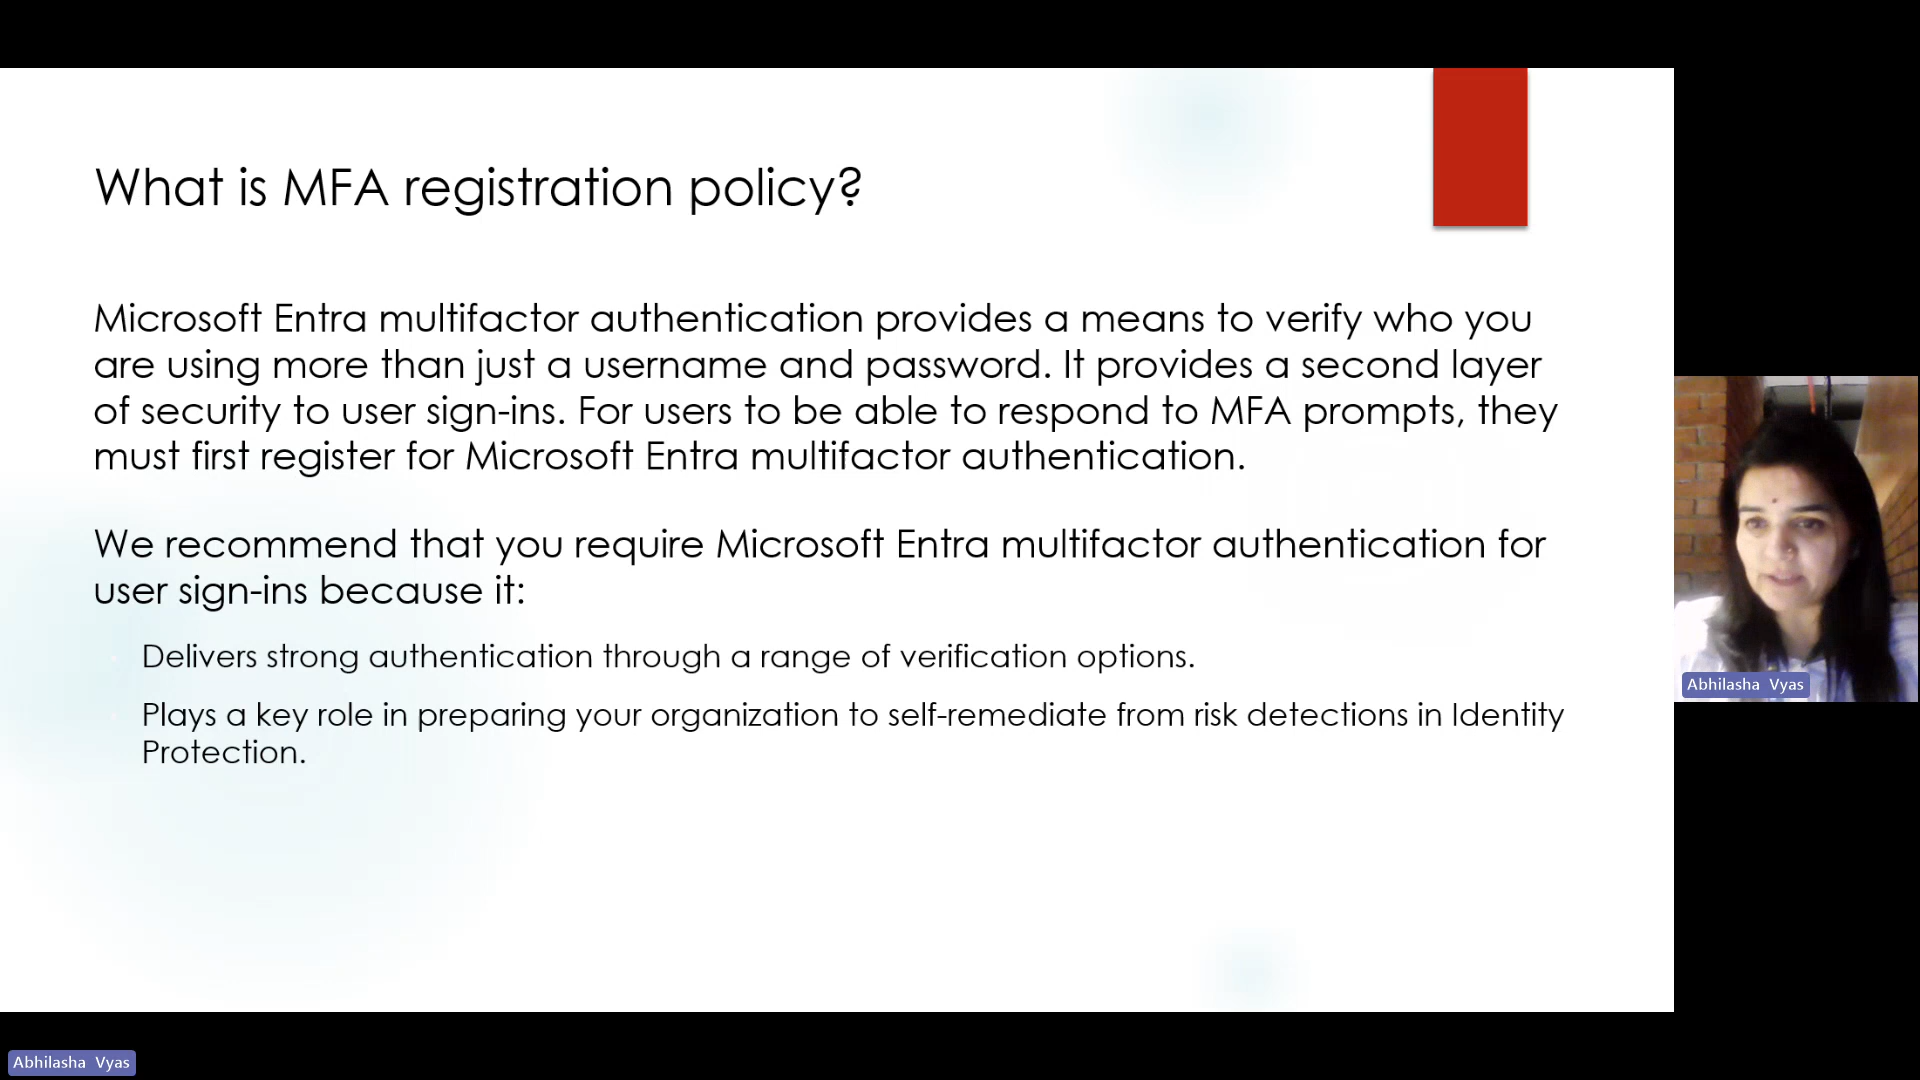 What is MFA registration policy?
Microsoft Entra multifactor authentication provides a means to verify who you
are using more than just a username and password. It provides a second layer
of security to user sign-ins. For users to be able to respond to MFA prompts, they
must first register for Microsoft Entra multifactor authentication.
We recommend that you require Microsoft Entra multifactor authentication for
user sign-ins because it:
Delivers strong authentication through a range of verification options.
Plays a key role in preparing your organization to self-remediate from risk detections in Identity
Protection.
Abhilasha Vyas
Abhilasha Vyas